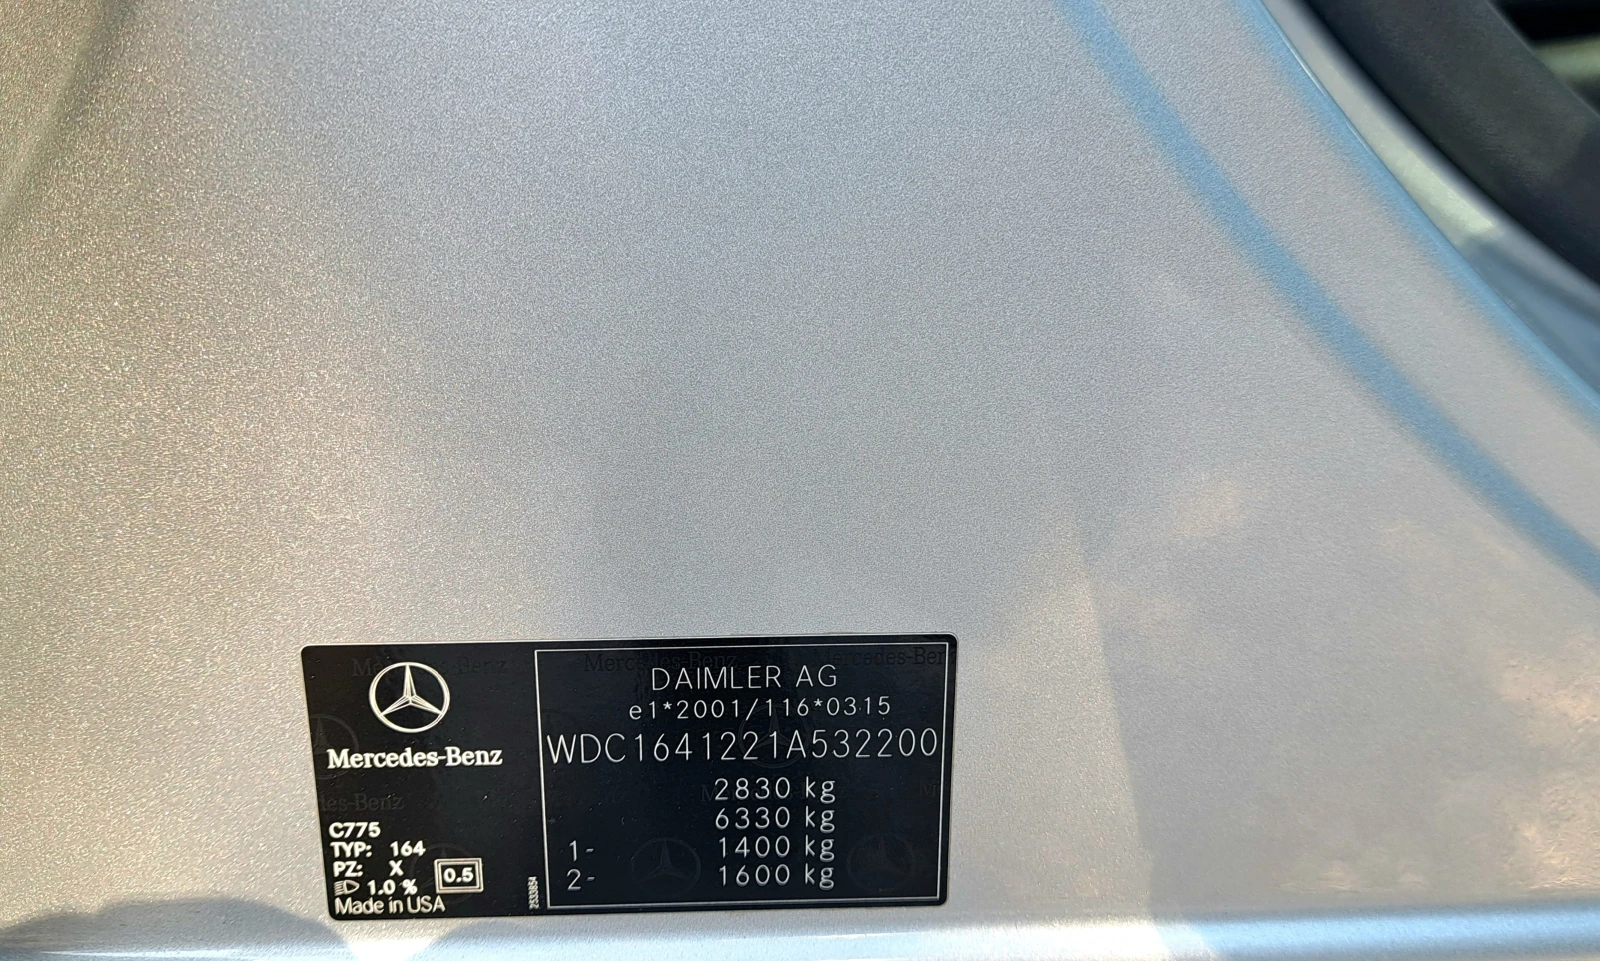 Mercedes-Benz
C775
TYP: 164
PZ: X
1.0 %
0.5
Made in USA
2533854
DAIMLER AG
e1*2001/116*0315
WDC1641221A532200
2830 kg
6330 kg
1- 1400 kg
2- 1600 kg